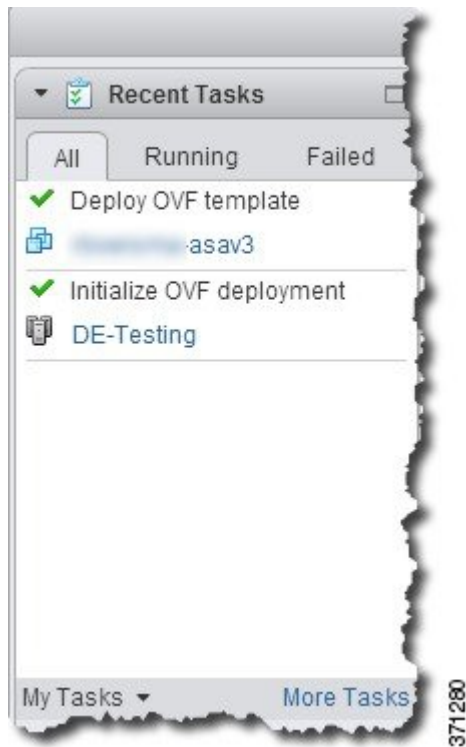 Recent Tasks
All Running Failed
Deploy OVF template
-asav3
Initialize OVF deployment
DE-Testing
My Tasks More Tasks
371280